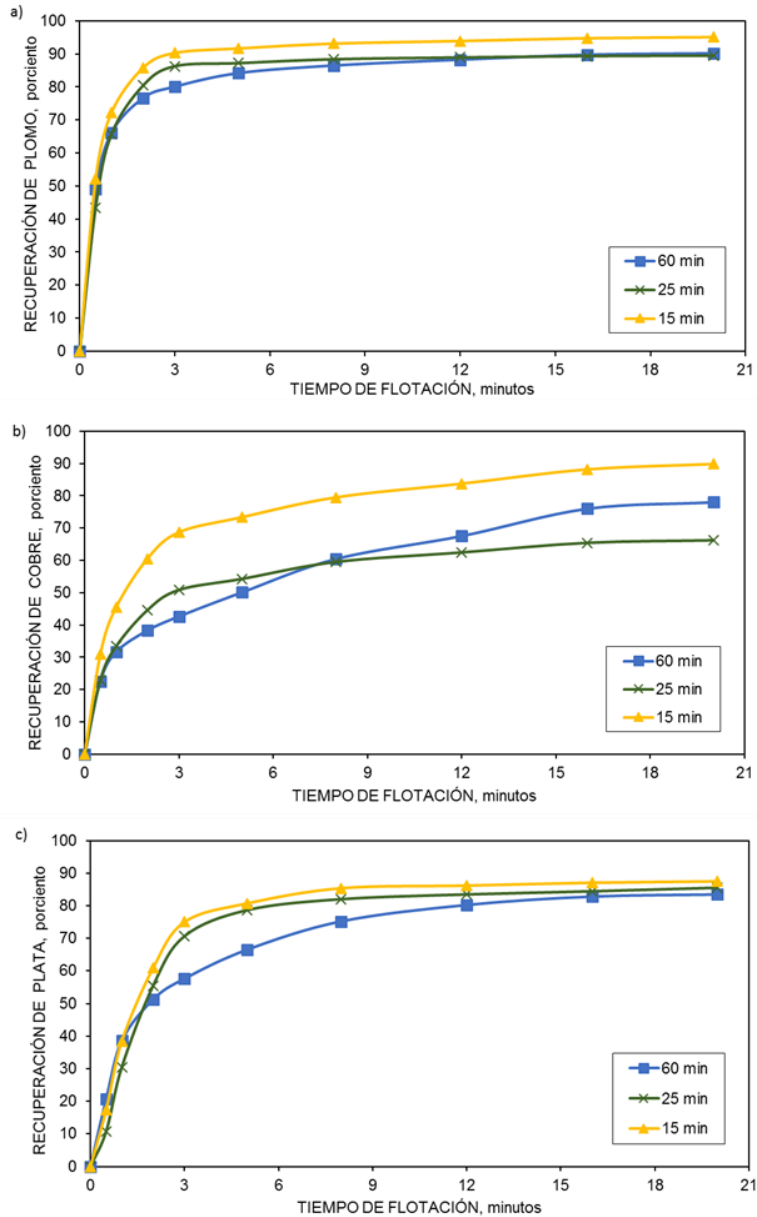 a)
RECUPERACIÓN DE PLOMO, porciento
100
90
80
70
60
50
40
30
20
10
0
0 3 6 9 12 15 18 21
TIEMPO DE FLOTACIÓN, minutos
60 min
25 min
15 min
b)
RECUPERACIÓN DE COBRE, porciento
100
90
80
70
60
50
40
30
20
10
0
0 3 6 9 12 15 18 21
TIEMPO DE FLOTACIÓN, minutos
60 min
25 min
15 min
c)
RECUPERACIÓN DE PLATA, porciento
100
90
80
70
60
50
40
30
20
10
0
0 3 6 9 12 15 18 21
TIEMPO DE FLOTACIÓN, minutos
60 min
25 min
15 min